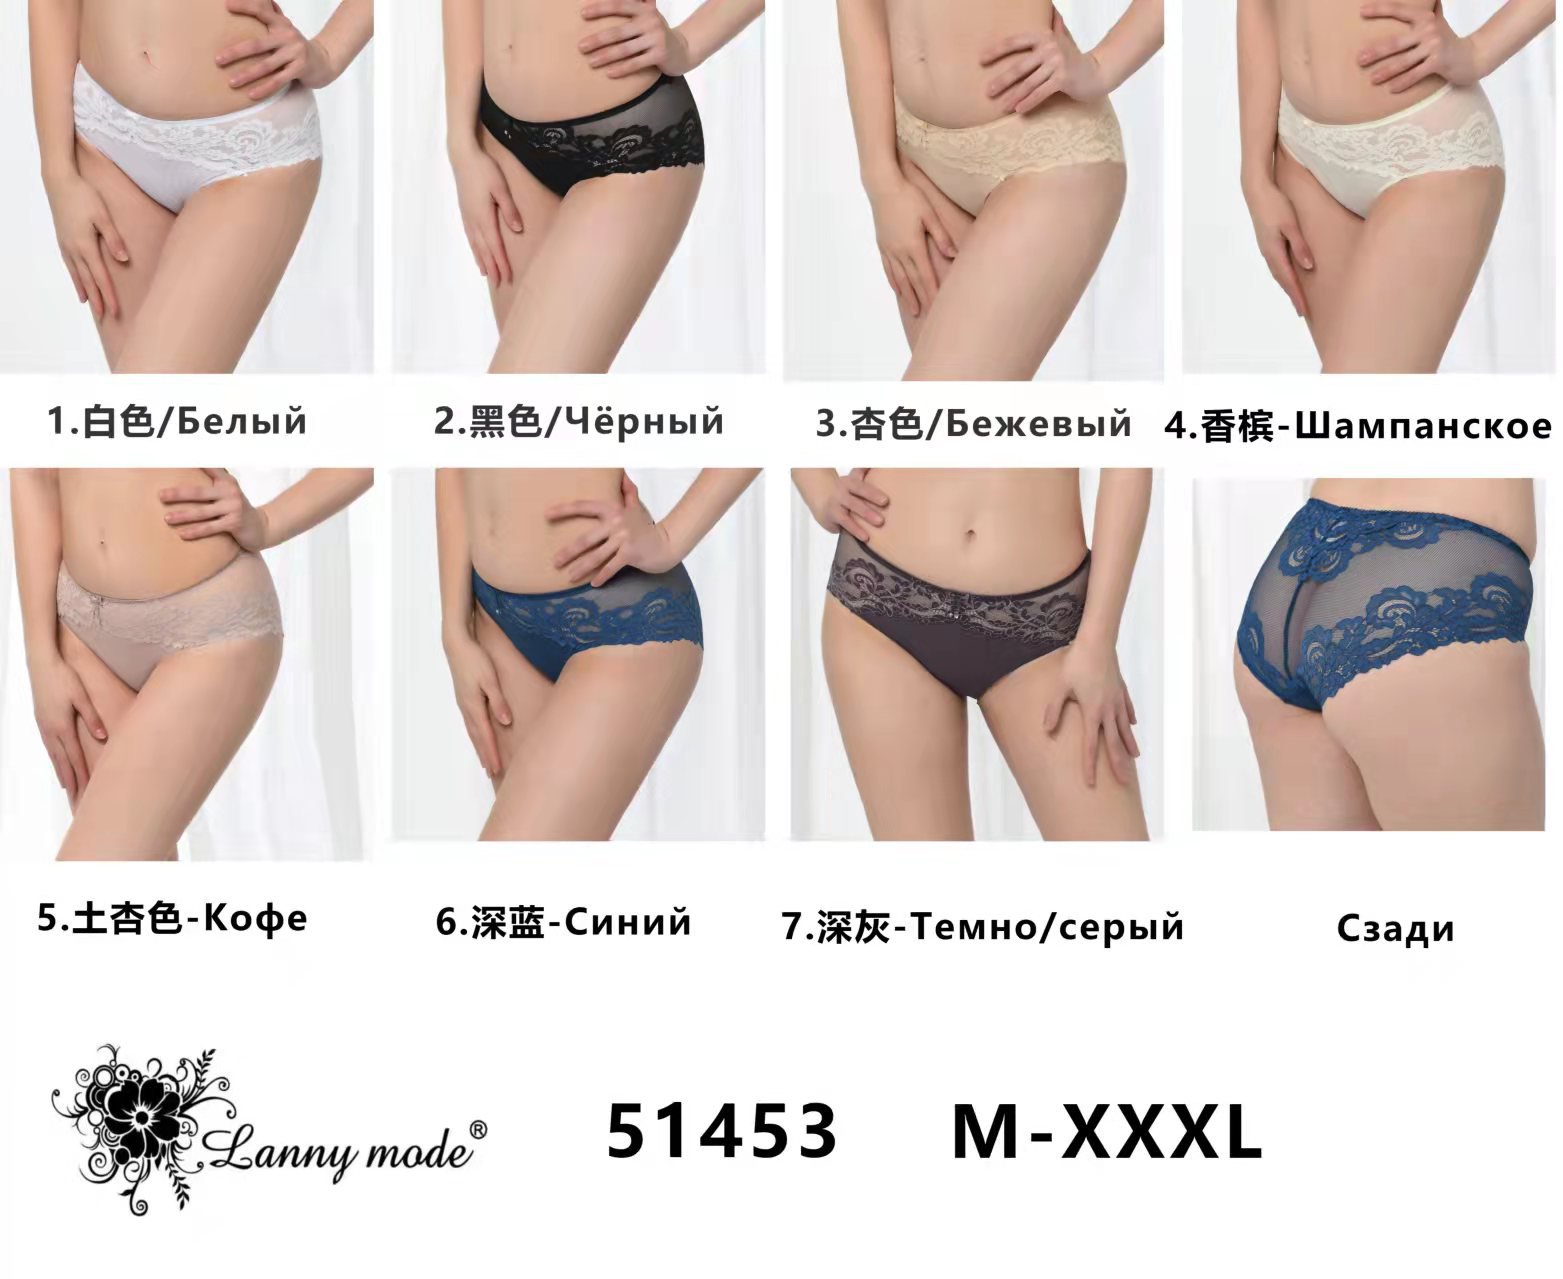 1.白色/Белый
2.黑色/Чёрный
3.杏色/Бежевый
4.香槟-Шампанское
5.土杏色-Кофе
6.深蓝-Синий
7.深灰-Темно/серый
Сзади
Lanny mode®
51453
M-XXXL